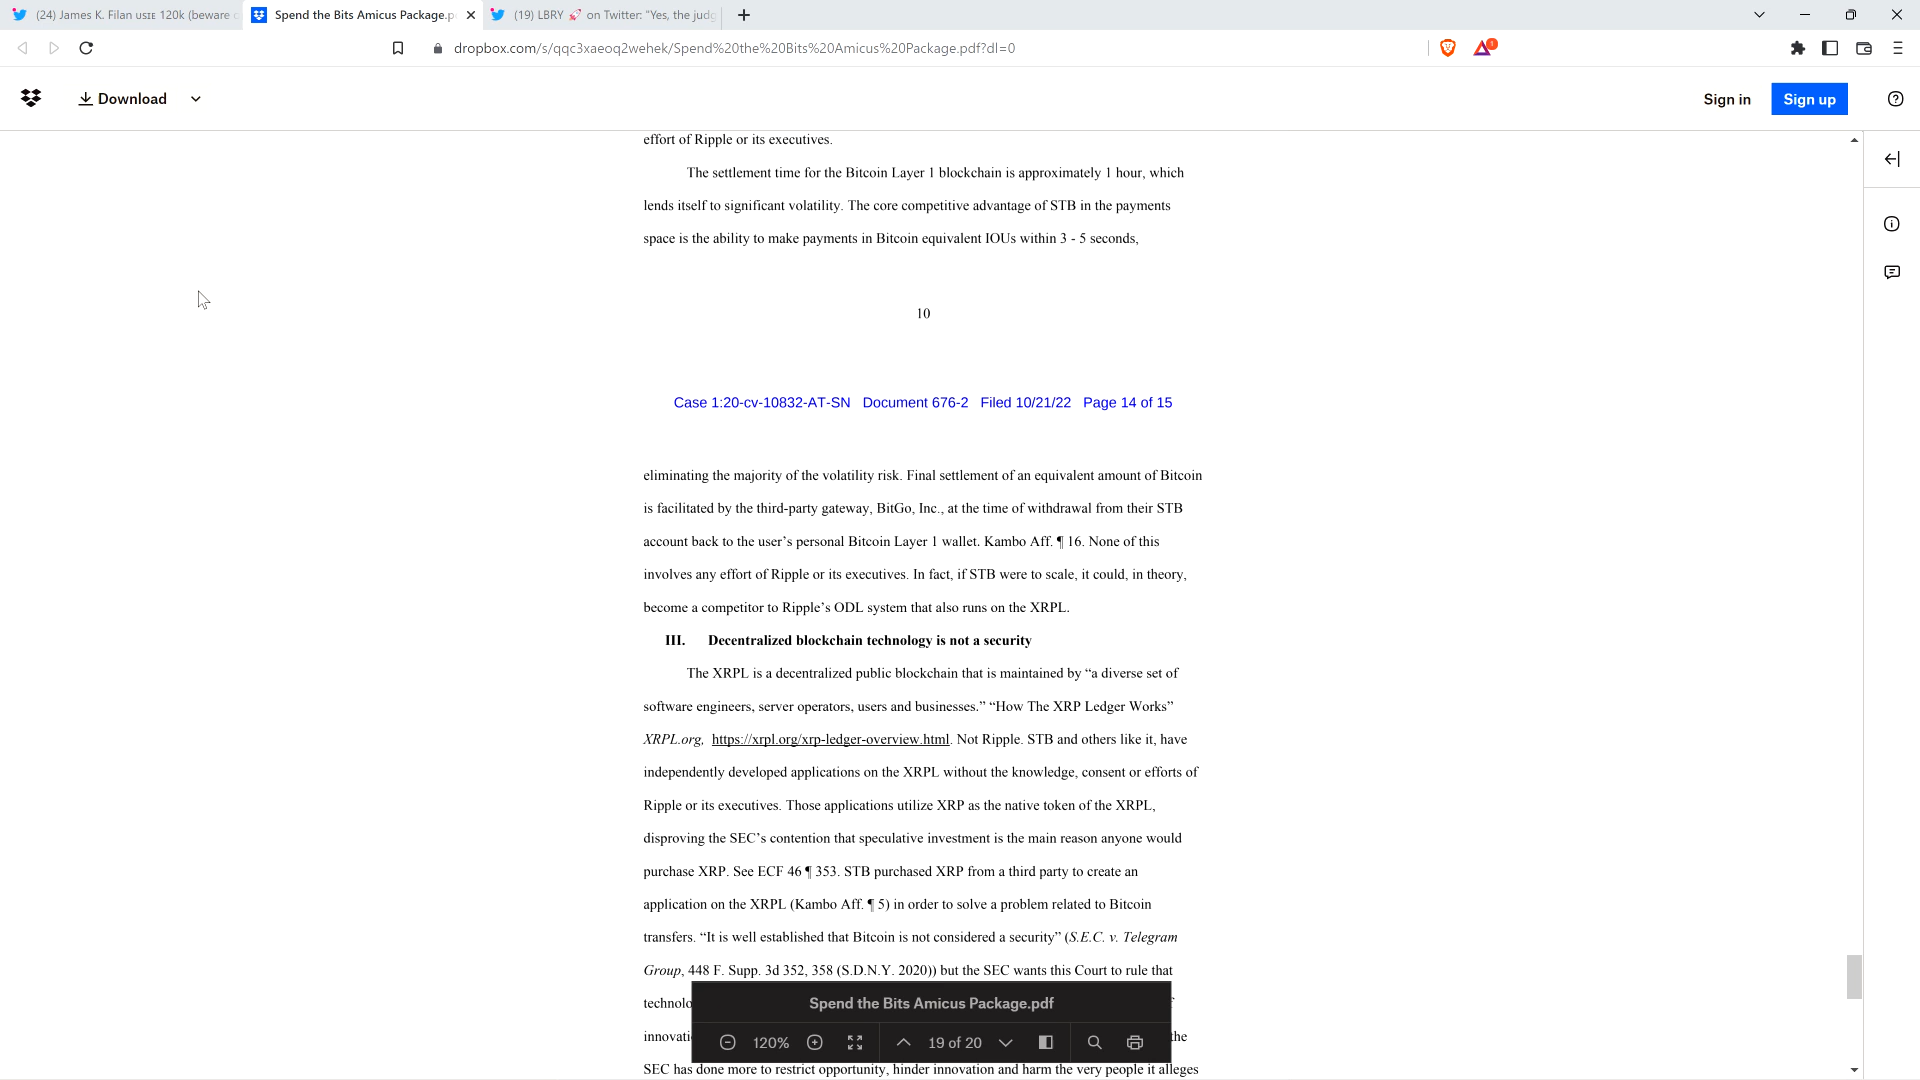 (24) James K. Filan 120k (beware
Spend the Bits Amicus Package.p
(19) LBRY 🚀 on Twitter: "Yes, the judg
dropbox.com/s/qqc3xaeoq2wehek/Spend%20the%20Bits%20Amicus%20Package.pdf?dl=0
1
Download
Sign in
Sign up
effort of Ripple or its executives.
The settlement time for the Bitcoin Layer 1 blockchain is approximately 1 hour, which
lends itself to significant volatility. The core competitive advantage of STB in the payments
space is the ability to make payments in Bitcoin equivalent IOUs within 3 - 5 seconds,
10
Case 1:20-cv-10832-AT-SN Document 676-2 Filed 10/21/22 Page 14 of 15
eliminating the majority of the volatility risk. Final settlement of an equivalent amount of Bitcoin
is facilitated by the third-party gateway, BitGo, Inc., at the time of withdrawal from their STB
account back to the user’s personal Bitcoin Layer 1 wallet. Kambo Aff. ¶ 16. None of this
involves any effort of Ripple or its executives. In fact, if STB were to scale, it could, in theory,
become a competitor to Ripple’s ODL system that also runs on the XRPL.
III. Decentralized blockchain technology is not a security
The XRPL is a decentralized public blockchain that is maintained by “a diverse set of
software engineers, server operators, users and businesses.” “How The XRP Ledger Works”
XRPL.org, https://xrpl.org/xrp-ledger-overview.html. Not Ripple. STB and others like it, have
independently developed applications on the XRPL without the knowledge, consent or efforts of
Ripple or its executives. Those applications utilize XRP as the native token of the XRPL,
disproving the SEC’s contention that speculative investment is the main reason anyone would
purchase XRP. See ECF 46 ¶ 353. STB purchased XRP from a third party to create an
application on the XRPL (Kambo Aff. ¶ 5) in order to solve a problem related to Bitcoin
transfers. “It is well established that Bitcoin is not considered a security” (S.E.C. v. Telegram
Group, 448 F. Supp. 3d 352, 358 (S.D.N.Y. 2020)) but the SEC wants this Court to rule that
technolo
Spend the Bits Amicus Package.pdf
innovati the
120% 19 of 20
SEC has done more to restrict opportunity, hinder innovation and harm the very people it alleges